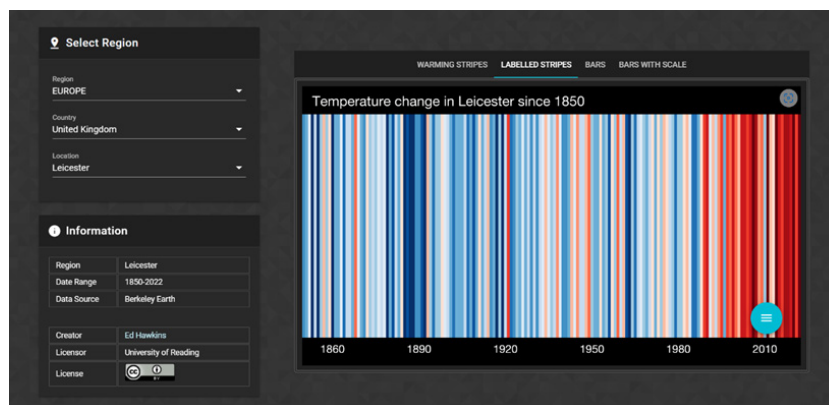 Select Region
Region
EUROPE
Country
United Kingdom
Location
Leicester
Information
Region Leicester
Date Range 1850-2022
Data Source Berkeley Earth
Creator Ed Hawkins
Licensor University of Reading
License cc BY
WARMING STRIPES LABELLED STRIPES BARS BARS WITH SCALE
Temperature change in Leicester since 1850
1860 1890 1920 1950 1980 2010